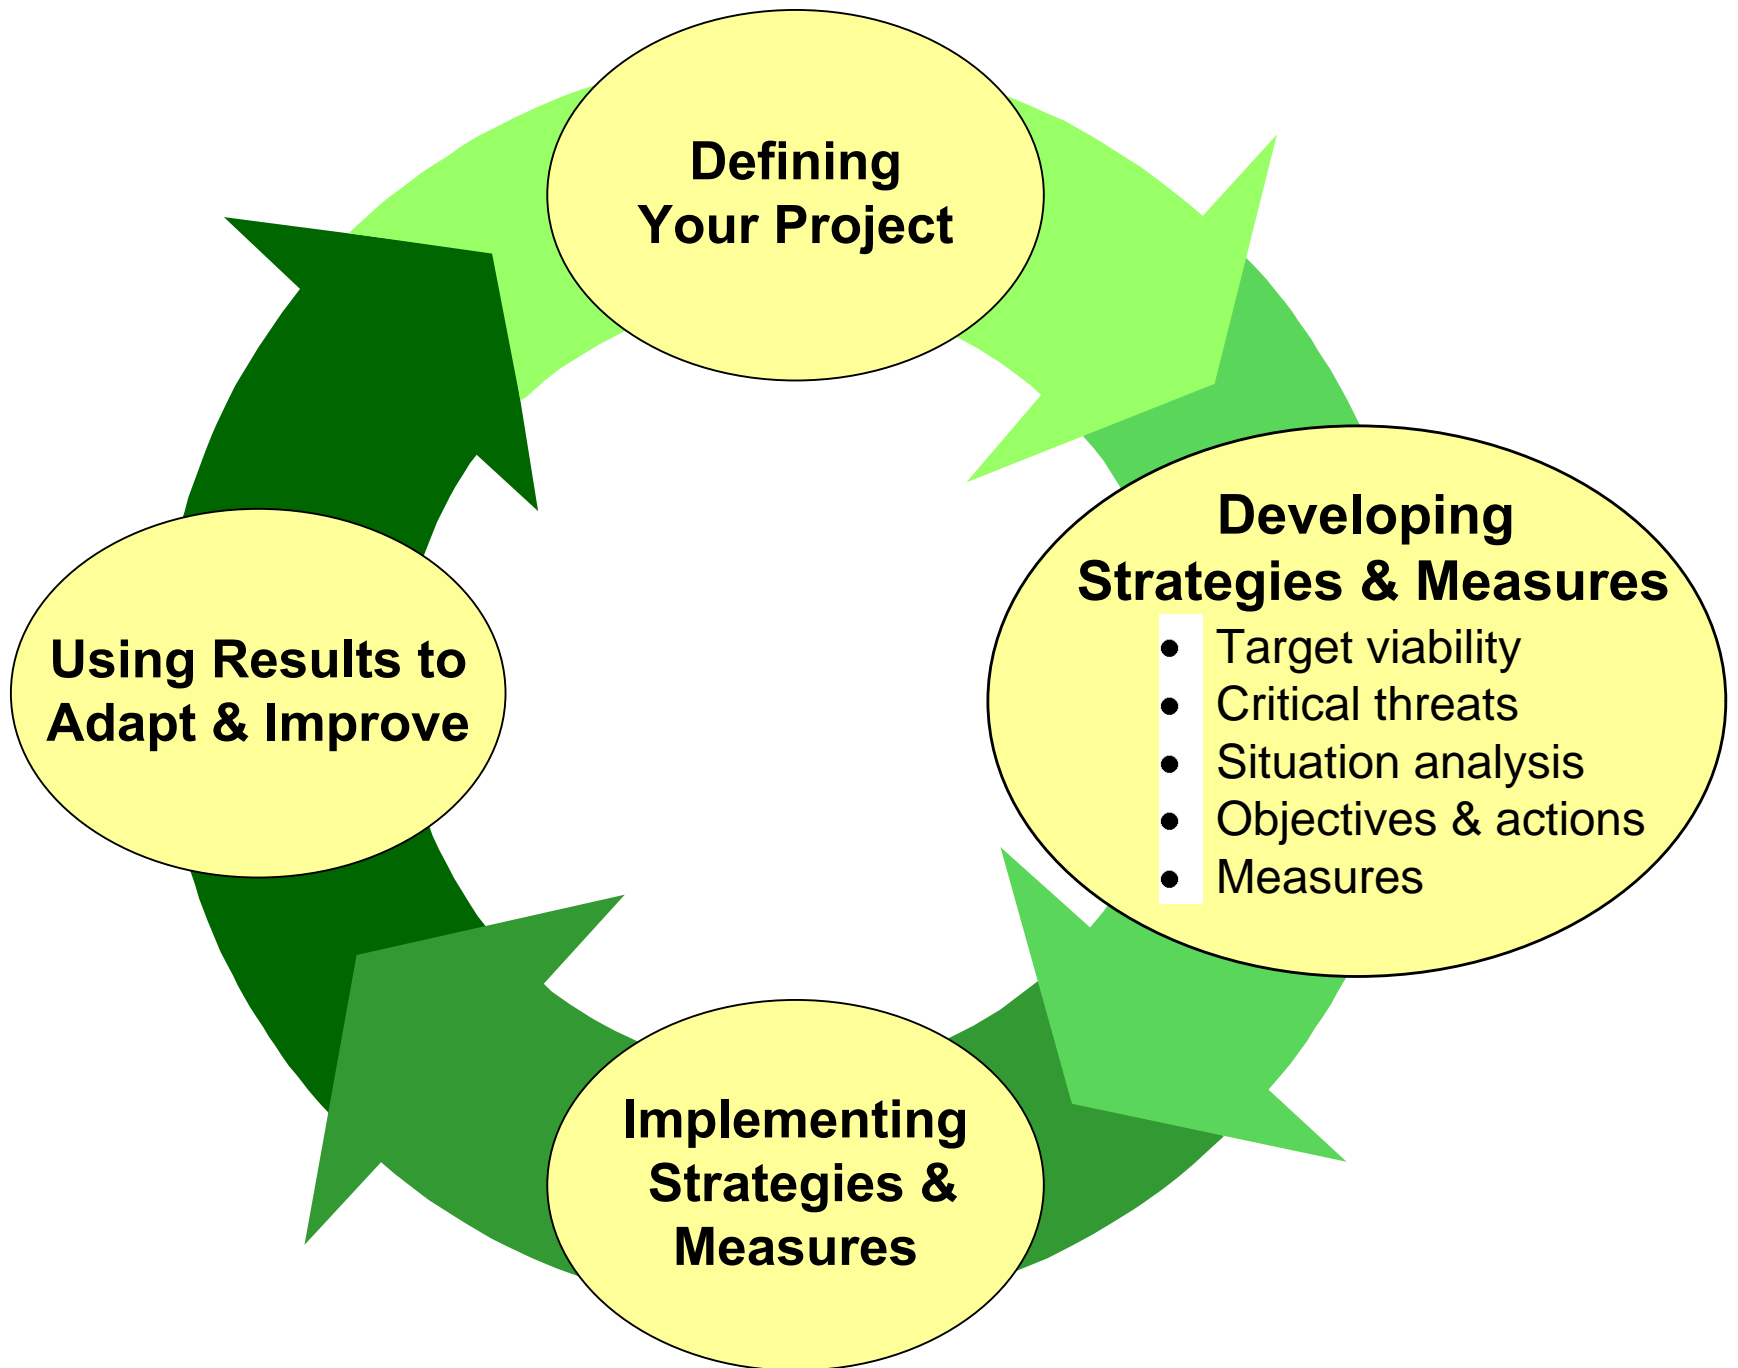 Defining
Your Project
Developing
Strategies & Measures
• Target viability
• Critical threats
• Situation analysis
• Objectives & actions
• Measures
Using Results to
Adapt & Improve
Implementing
Strategies &
Measures